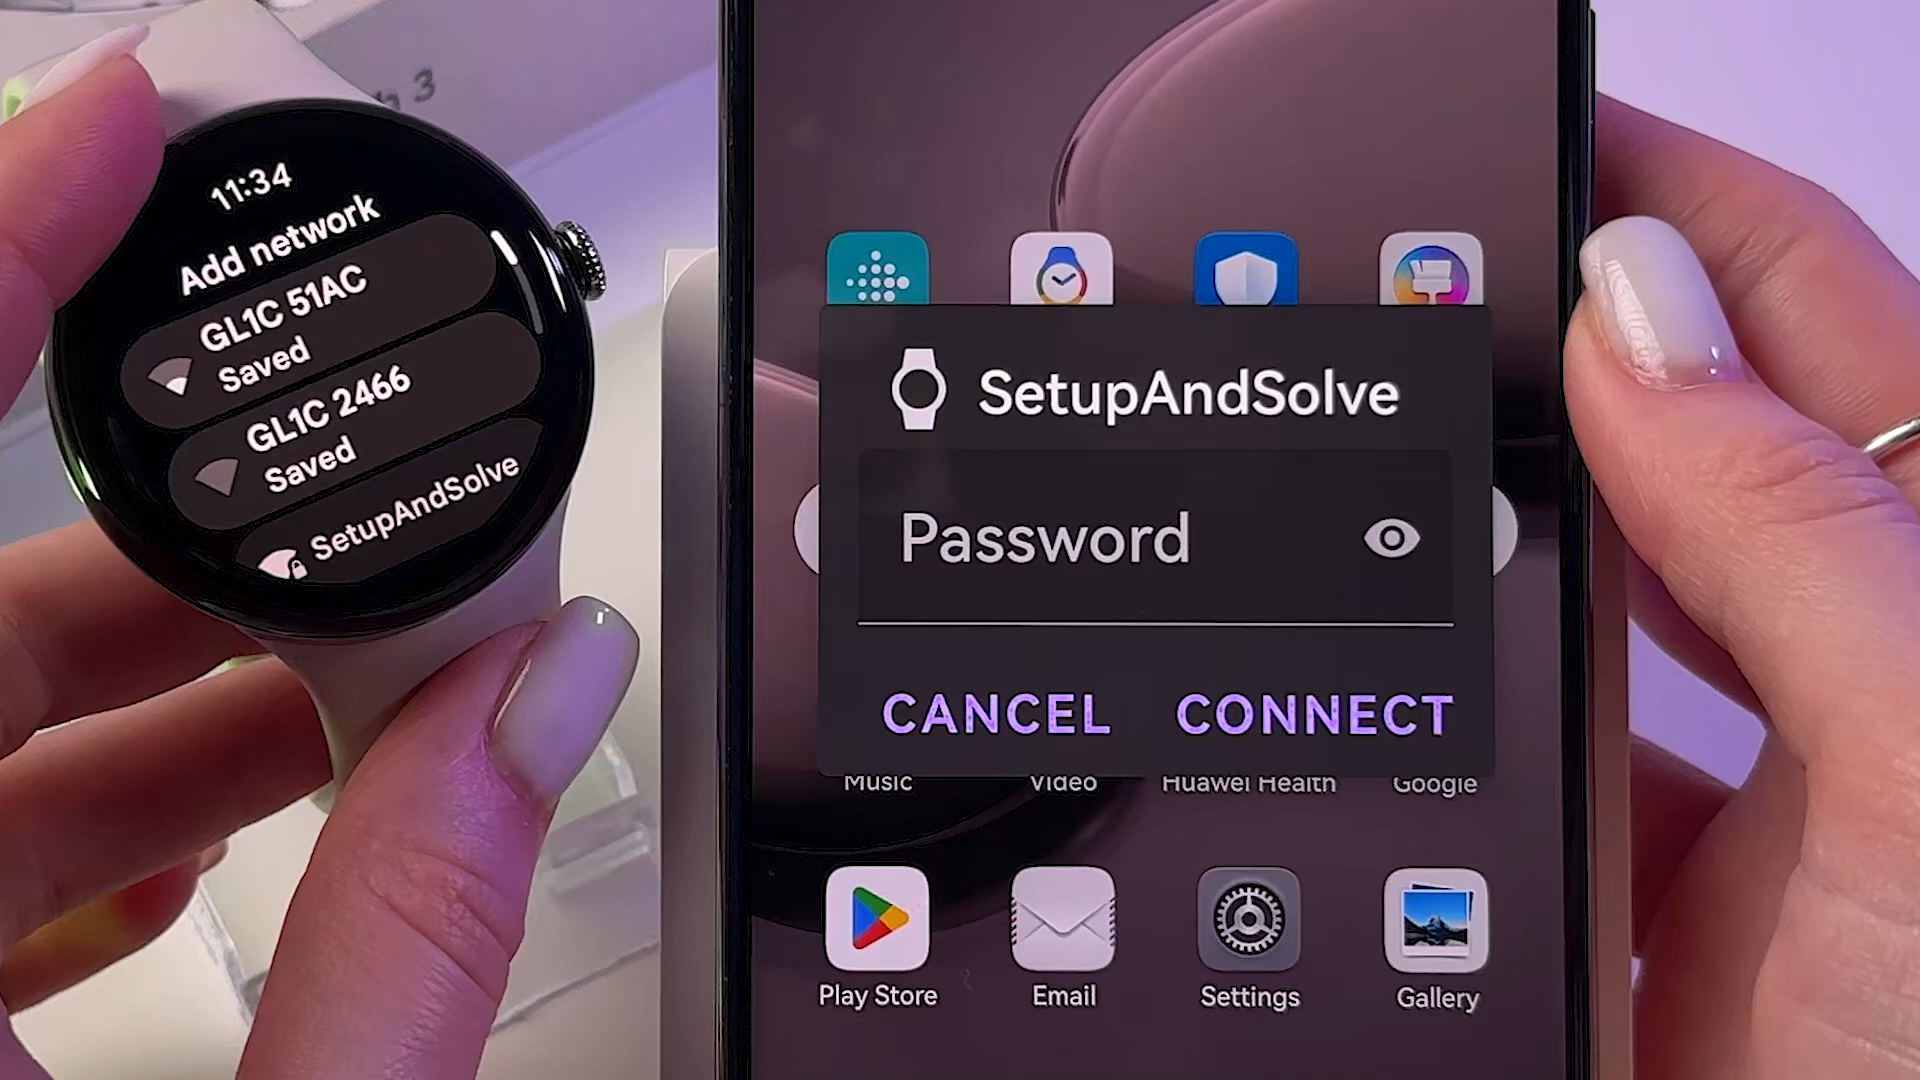 11:34
Add network
GL1C 51AC
Saved
GL1C 2466
Saved
SetupAndSolve
3
SetupAndSolve
Password
CANCEL CONNECT
Music Video Huawei Health Google
Play Store Email Settings Gallery